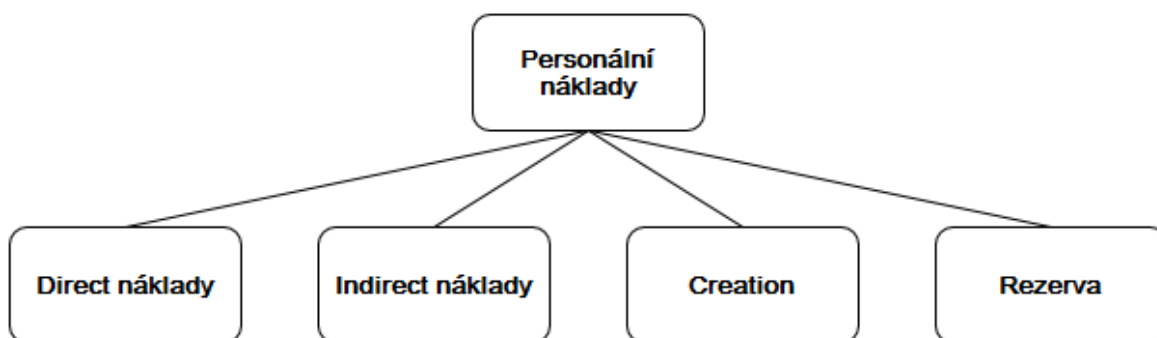 Personální
náklady
Direct náklady
Indirect náklady
Creation
Rezerva